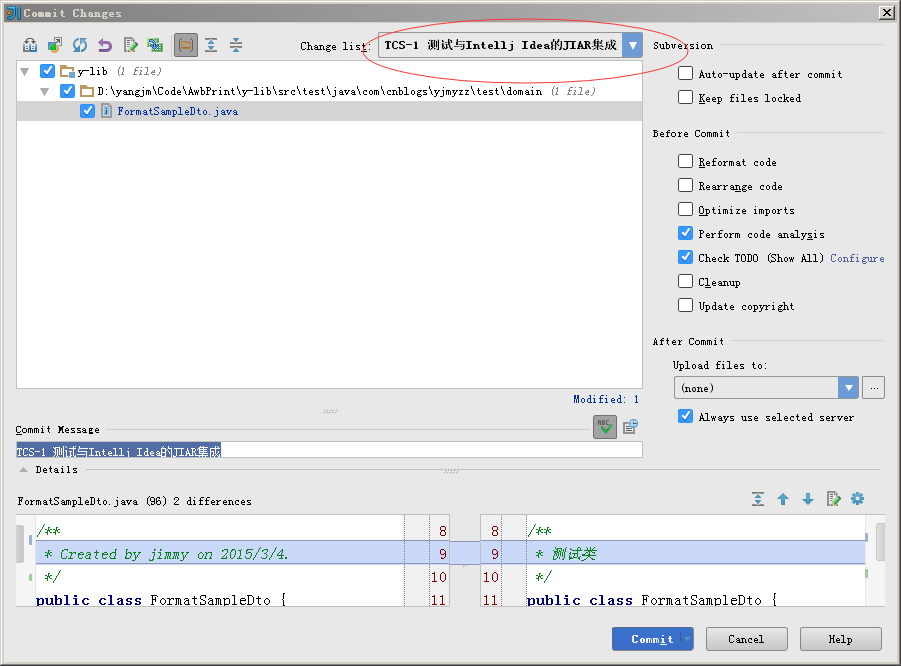 Commit Changes
Change list: TCS-1 测试与Intellj Idea的JIAR集成
y-lib (1 file)
D:\yangjm\Code\AwbPrint\y-lib\src\test\java\com\cnblogs\yjmyzz\test\domain (1 file)
FormatSampleDto.java
Modified: 1
Subversion
Auto-update after commit
Keep files locked
Before Commit
Reformat code
Rearrange code
Optimize imports
Perform code analysis
Check TODO (Show All) Configure
Cleanup
Update copyright
After Commit
Upload files to:
(none)
...
Always use selected server
Commit Message
ABC
TCS-1 测试与Intellj Idea的JIAR集成
Details
FormatSampleDto.java (96) 2 differences
/** 8
* Created by jimmy on 2015/3/4. 9
*/ 10
public class FormatSampleDto { 11
8 /**
9 * 测试类
10 */
11 public class FormatSampleDto {
Commit
Cancel
Help